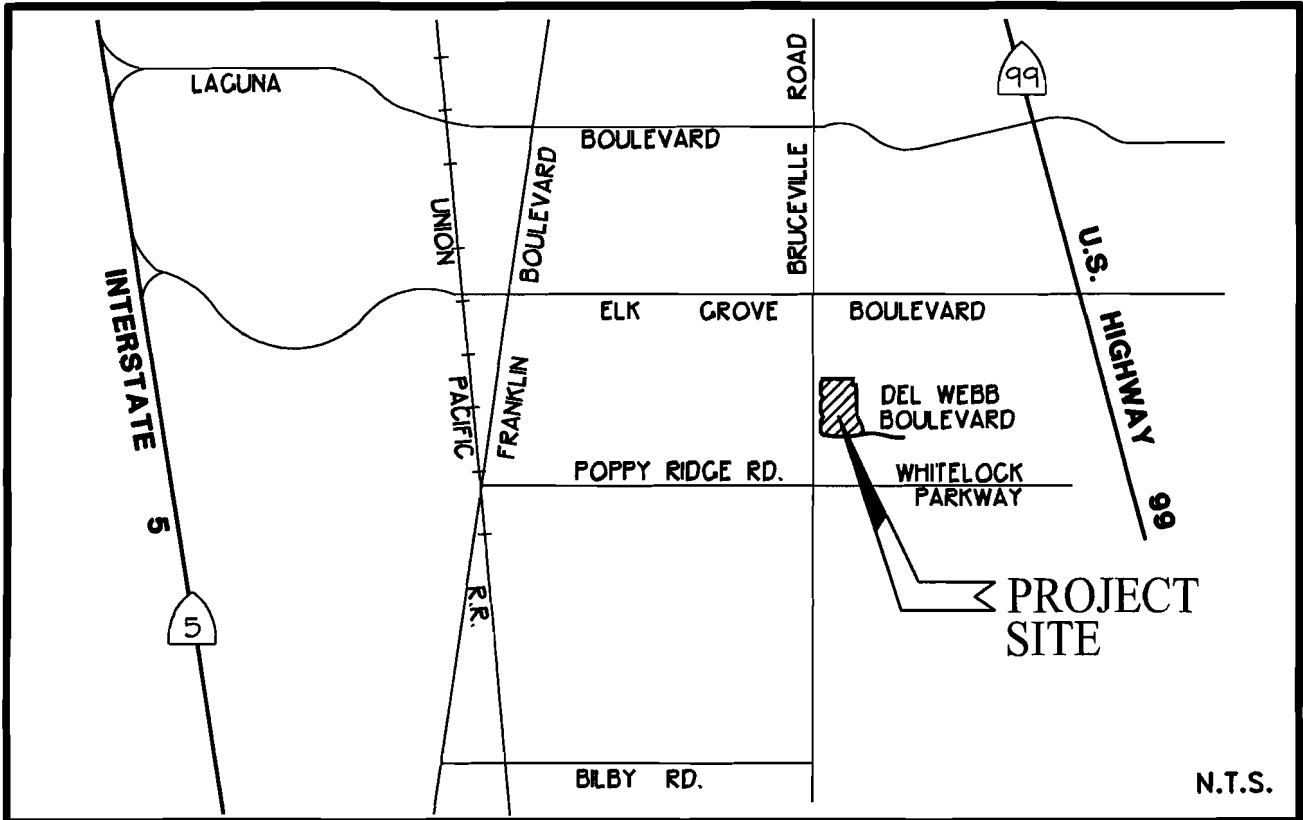 LAGUNA
BOULEVARD
BRUCEVILLE ROAD
99
UNION
PACIFIC
R.R.
FRANKLIN BOULEVARD
INTERSTATE 5
5
U.S. HIGHWAY 99
ELK GROVE BOULEVARD
DEL WEBB
BOULEVARD
POPPY RIDGE RD.
WHITELOCK
PARKWAY
PROJECT
SITE
BILBY RD.
N.T.S.